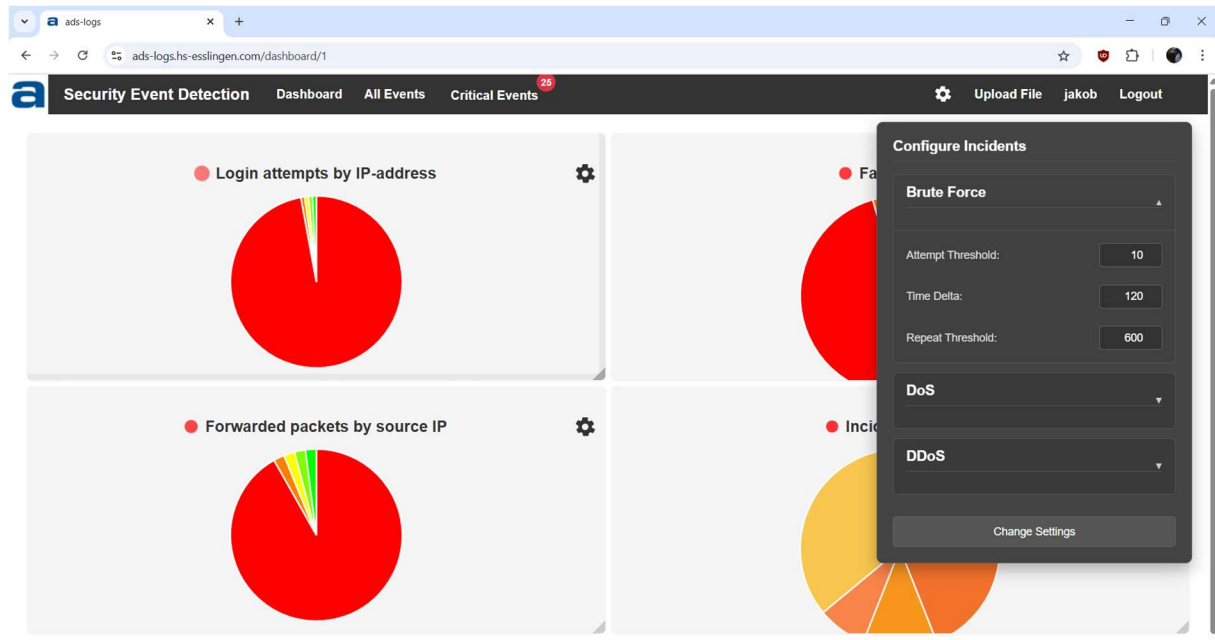 ads-logs
ads-logs.hs-esslingen.com/dashboard/1
a Security Event Detection Dashboard All Events Critical Events 25 Upload File jakob Logout
Login attempts by IP-address
Fa
Forwarded packets by source IP
Incid
Configure Incidents
Brute Force
Attempt Threshold: 10
Time Delta: 120
Repeat Threshold: 600
DoS
DDoS
Change Settings